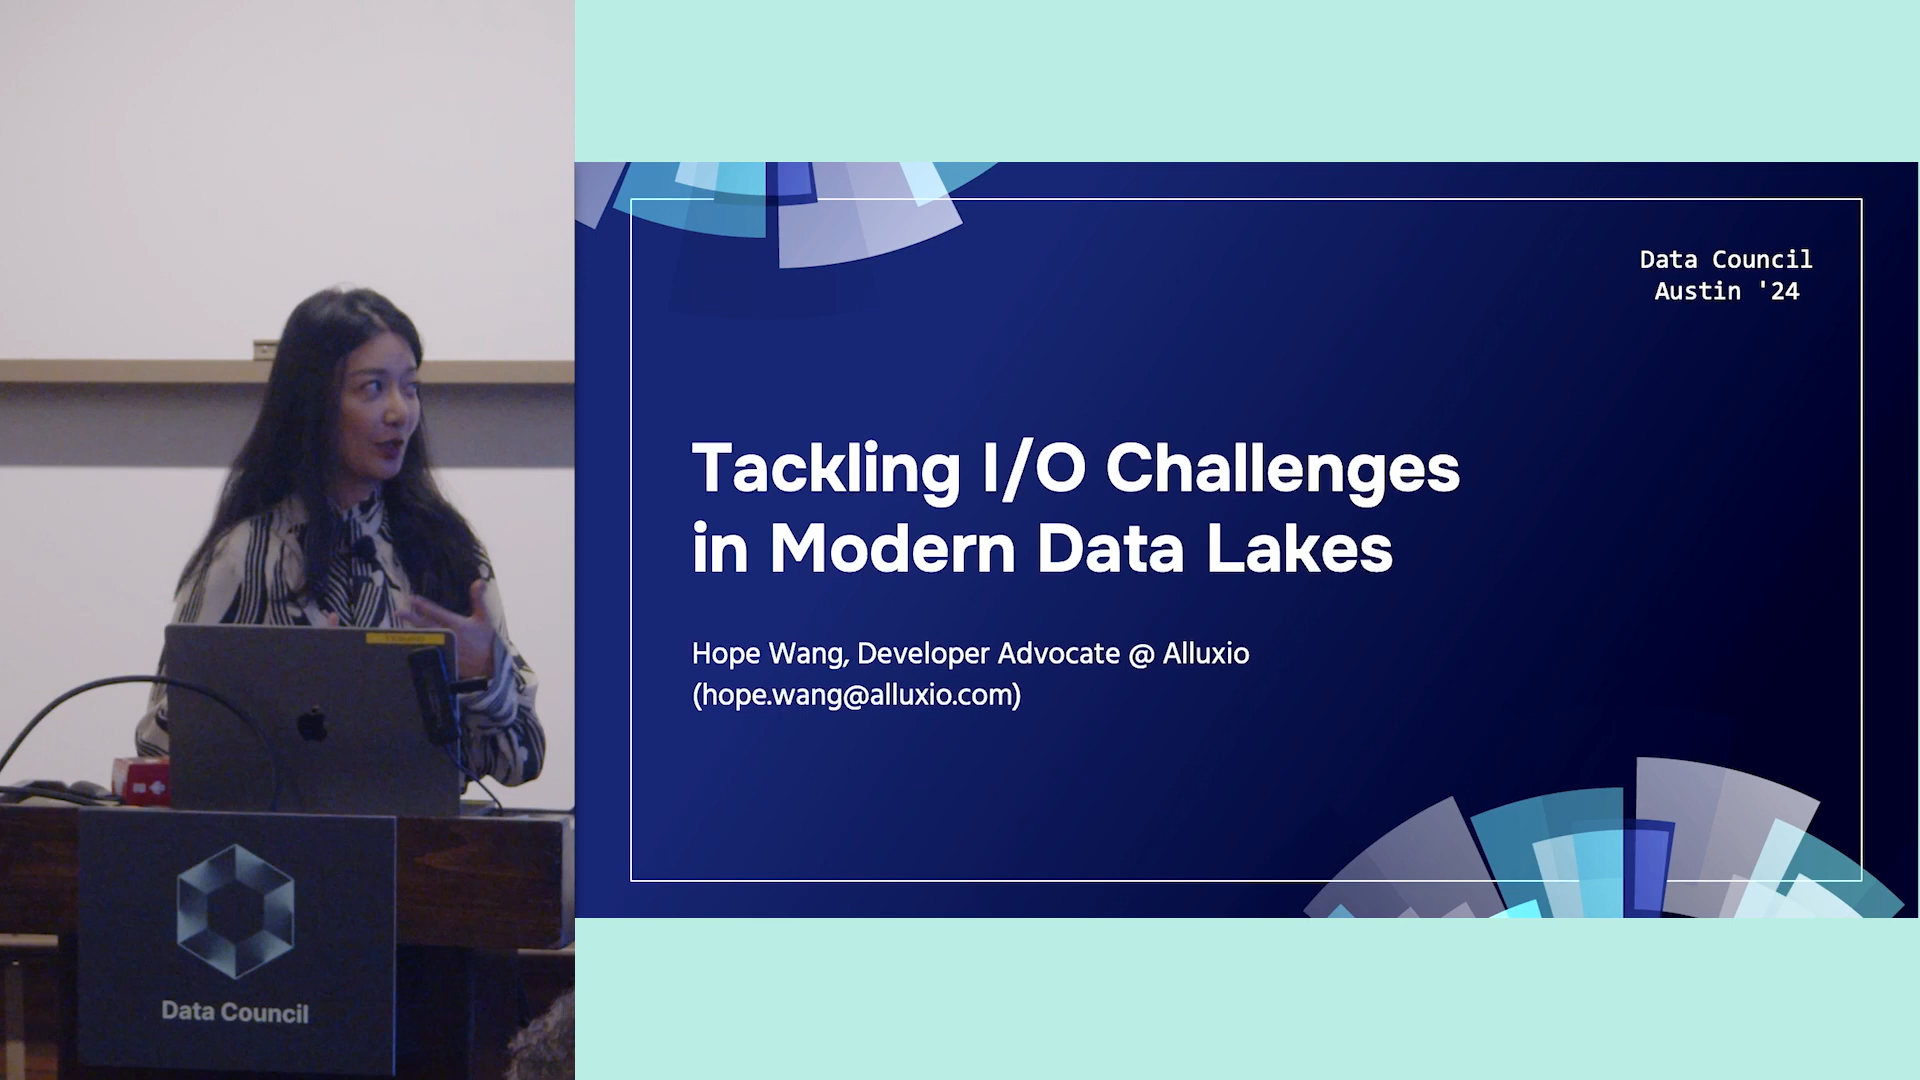 Data Council
Austin '24
Tackling I/O Challenges
in Modern Data Lakes
Hope Wang, Developer Advocate @ Alluxio
(hope.wang@alluxio.com)
Data Council